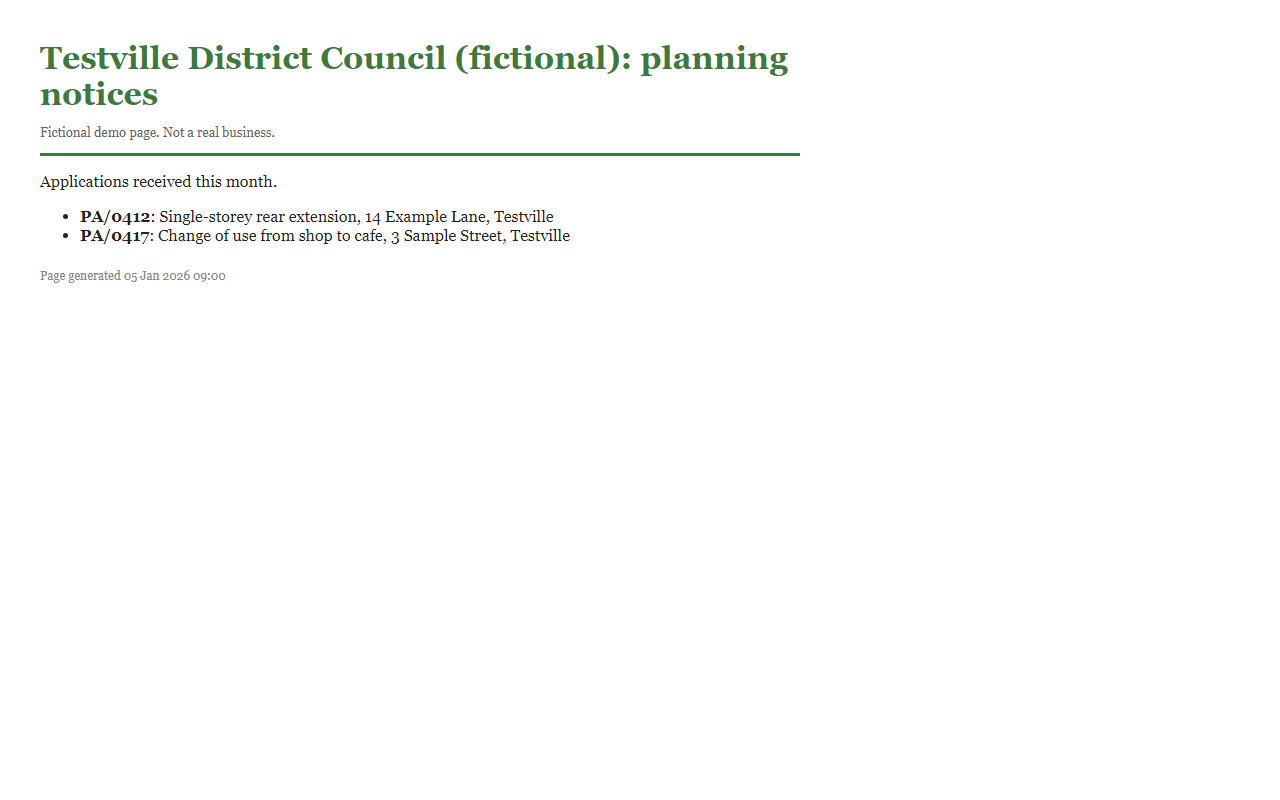 Testville District Council (fictional): planning
notices
Fictional demo page. Not a real business.
Applications received this month.
PA/0412: Single-storey rear extension, 14 Example Lane, Testville
PA/0417: Change of use from shop to cafe, 3 Sample Street, Testville
Page generated 05 Jan 2026 09:00